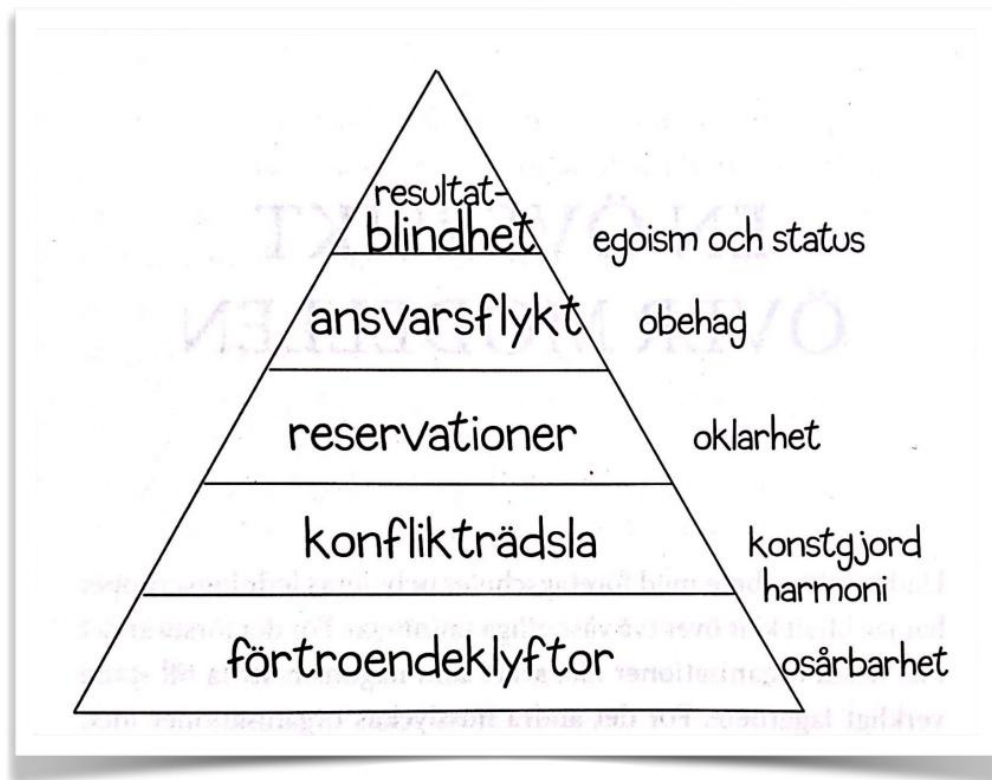 resultat-
blindhet
egoism och status
ansvarsflykt
obehag
reservationer
oklarhet
konflikträdsla
konstgjord
harmoni
förtroendeklyftor
osårbarhet